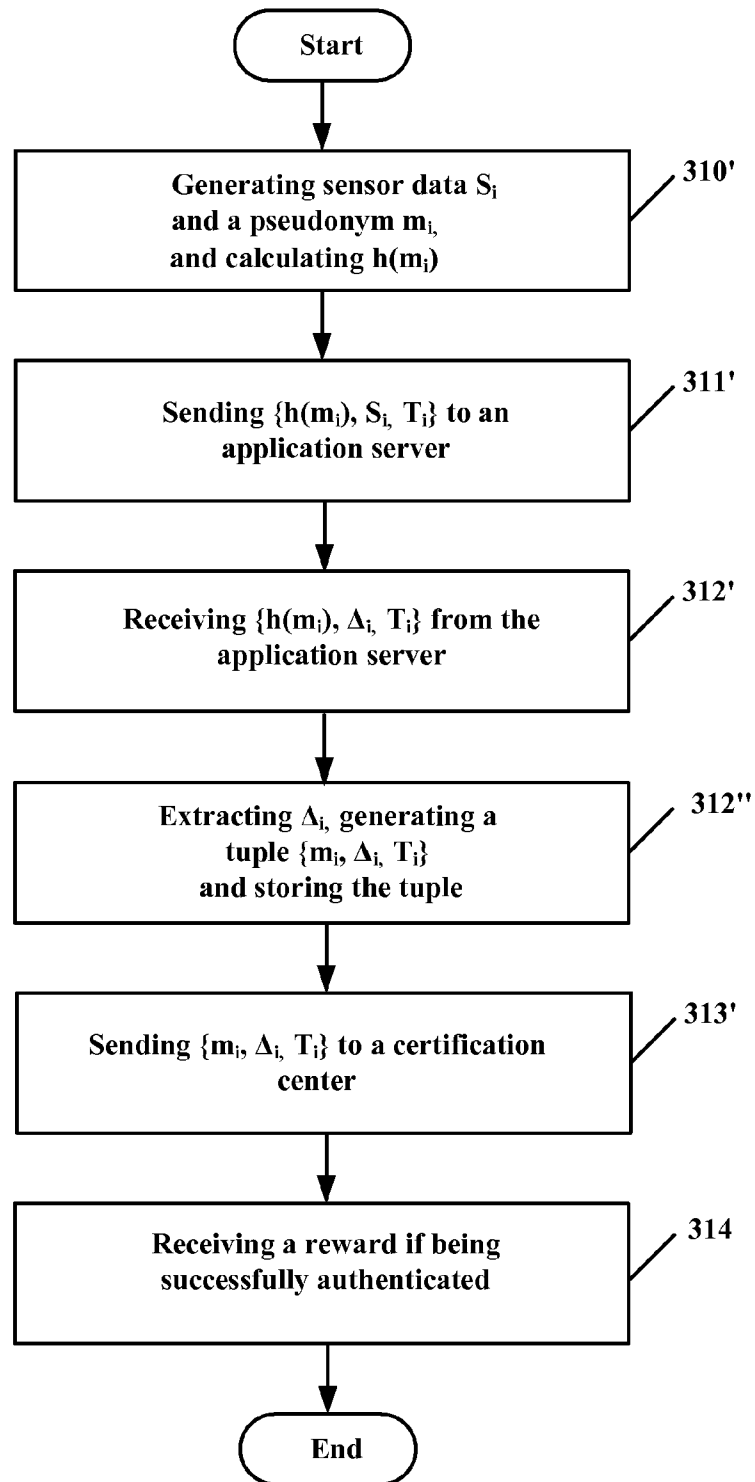 Start
Generating sensor data Sᵢ
and a pseudonym mᵢ,
and calculating h(mᵢ)
310'
Sending {h(mᵢ), Sᵢ, Tᵢ} to an
application server
311'
Receiving {h(mᵢ), Δᵢ, Tᵢ} from the
application server
312'
Extracting Δᵢ, generating a
tuple {mᵢ, Δᵢ, Tᵢ}
and storing the tuple
312''
Sending {mᵢ, Δᵢ, Tᵢ} to a certification
center
313'
Receiving a reward if being
successfully authenticated
314
End